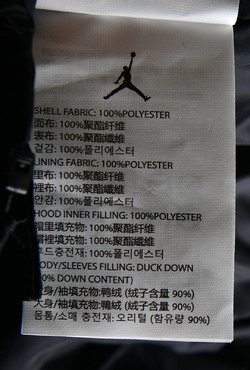 SHELL FABRIC: 100%POLYESTER
面布: 100%聚酯纤维
表布: 100%聚酯纖維
겉감: 100%폴리에스터
LINING FABRIC: 100%POLYESTER
里布: 100%聚酯纤维
裡布: 100%聚酯纖維
안감: 100%폴리에스터
HOOD INNER FILLING: 100%POLYESTER
帽里填充物: 100%聚酯纤维
帽裡填充物: 100%聚酯纖維
충전재: 100%폴리에스터
BODY/SLEEVES FILLING: DUCK DOWN
0% DOWN CONTENT)
大身/袖填充物:鸭绒 (绒子含量 90%)
大身/袖填充物:鴨絨 (絨子含量 90%)
몸통/소매 충전재: 오리털 (함유량 90%)